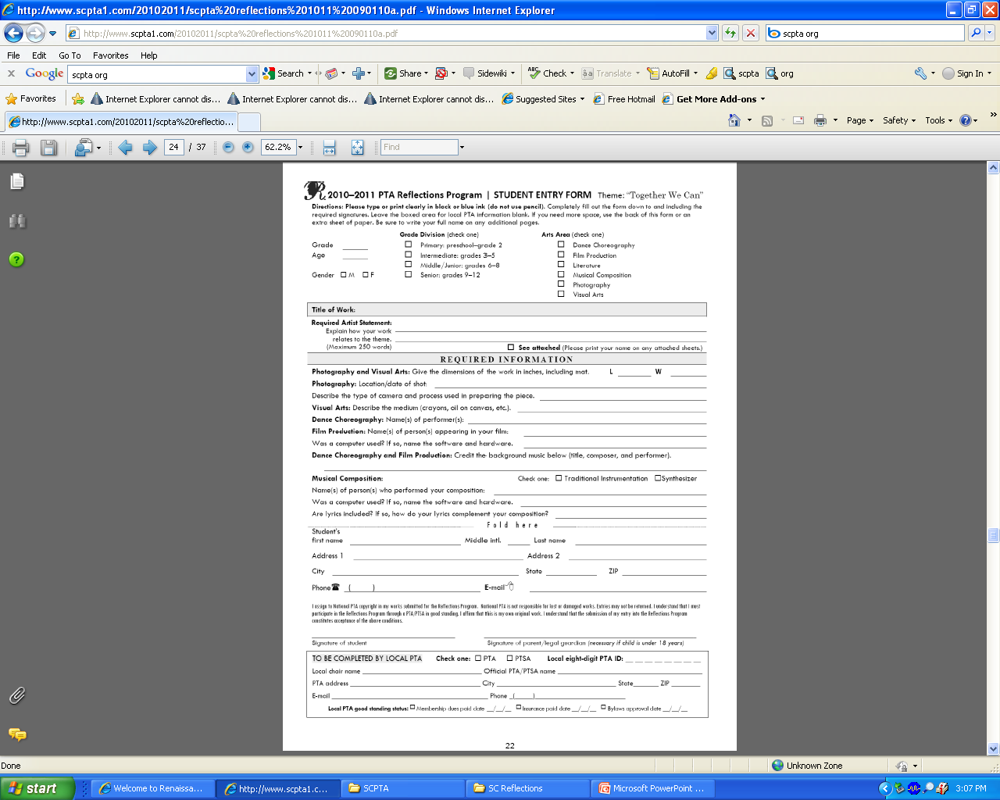 http://www.scpta1.com/20102011/scpta%20reflections%201011%20090110a.pdf - Windows Internet Explorer
http://www.scpta1.com/20102011/scpta%20reflections%201011%20090110a.pdf
scpta org
File Edit Go To Favorites Help
x Google scpta org Search Share Sidewiki Check Translate AutoFill scpta org Sign In
Favorites Internet Explorer cannot dis... Internet Explorer cannot dis... Internet Explorer cannot dis... Suggested Sites Free Hotmail Get More Add-ons
http://www.scpta1.com/20102011/scpta%20reflectio... Page Safety Tools
24 / 37 62.2% Find
2010–2011 PTA Reflections Program | STUDENT ENTRY FORM Theme: "Together We Can"
Directions: Please type or print clearly in black or blue ink (do not use pencil). Completely fill out the form down to and including the
required signatures. Leave the boxed area for local PTA information blank. If you need more space, use the back of this form or an
extra sheet of paper. Be sure to write your full name on any additional pages.
Grade Division (check one) Arts Area (check one)
Grade ____ Primary: preschool–grade 2 Dance Choreography
Age ____ Intermediate: grades 3–5 Film Production
Middle/Junior: grades 6–8 Literature
Gender M F Senior: grades 9–12 Musical Composition
Photography
Visual Arts
Title of Work:
Required Artist Statement:
Explain how your work
relates to the theme.
(Maximum 250 words) See attached (Please print your name on any attached sheets.)
REQUIRED INFORMATION
Photography and Visual Arts: Give the dimensions of the work in inches, including mat. L ____ W ____
Photography: Location/date of shot:
Describe the type of camera and process used in preparing the piece.
Visual Arts: Describe the medium (crayons, oil on canvas, etc.).
Dance Choreography: Name(s) of performer(s):
Film Production: Name(s) of person(s) appearing in your film:
Was a computer used? If so, name the software and hardware.
Dance Choreography and Film Production: Credit the background music below (title, composer, and performer).
Musical Composition: Check one: Traditional Instrumentation Synthesizer
Name(s) of person(s) who performed your composition:
Was a computer used? If so, name the software and hardware.
Are lyrics included? If so, how do your lyrics complement your composition?
Fold here
Student's
first name Middle intl. Last name
Address 1 Address 2
City State ZIP
Phone ( ) E-mail
I assign to National PTA copyright in my works submitted for the Reflections Program. National PTA is not responsible for lost or damaged works. Entries may not be returned. I understand that I must
participate in the Reflections Program through a PTA/PTSA in good standing. I affirm that this is my own original work. I understand that the submission of my entry into the Reflections Program
constitutes acceptance of the above conditions.
Signature of student Signature of parent/legal guardian (necessary if child is under 18 years)
TO BE COMPLETED BY LOCAL PTA Check one: PTA PTSA Local eight-digit PTA ID: _ _ _ _ _ _ _ _
Local chair name Official PTA/PTSA name
PTA address City State ZIP
E-mail Phone ( )
Local PTA good standing status: Membership dues paid date __/__/__ Insurance paid date __/__/__ Bylaws approval date __/__/__
22
Done Unknown Zone
start Welcome to Renaissa... http://www.scpta1.c... SCPTA SC Reflections Microsoft PowerPoint ... 3:07 PM